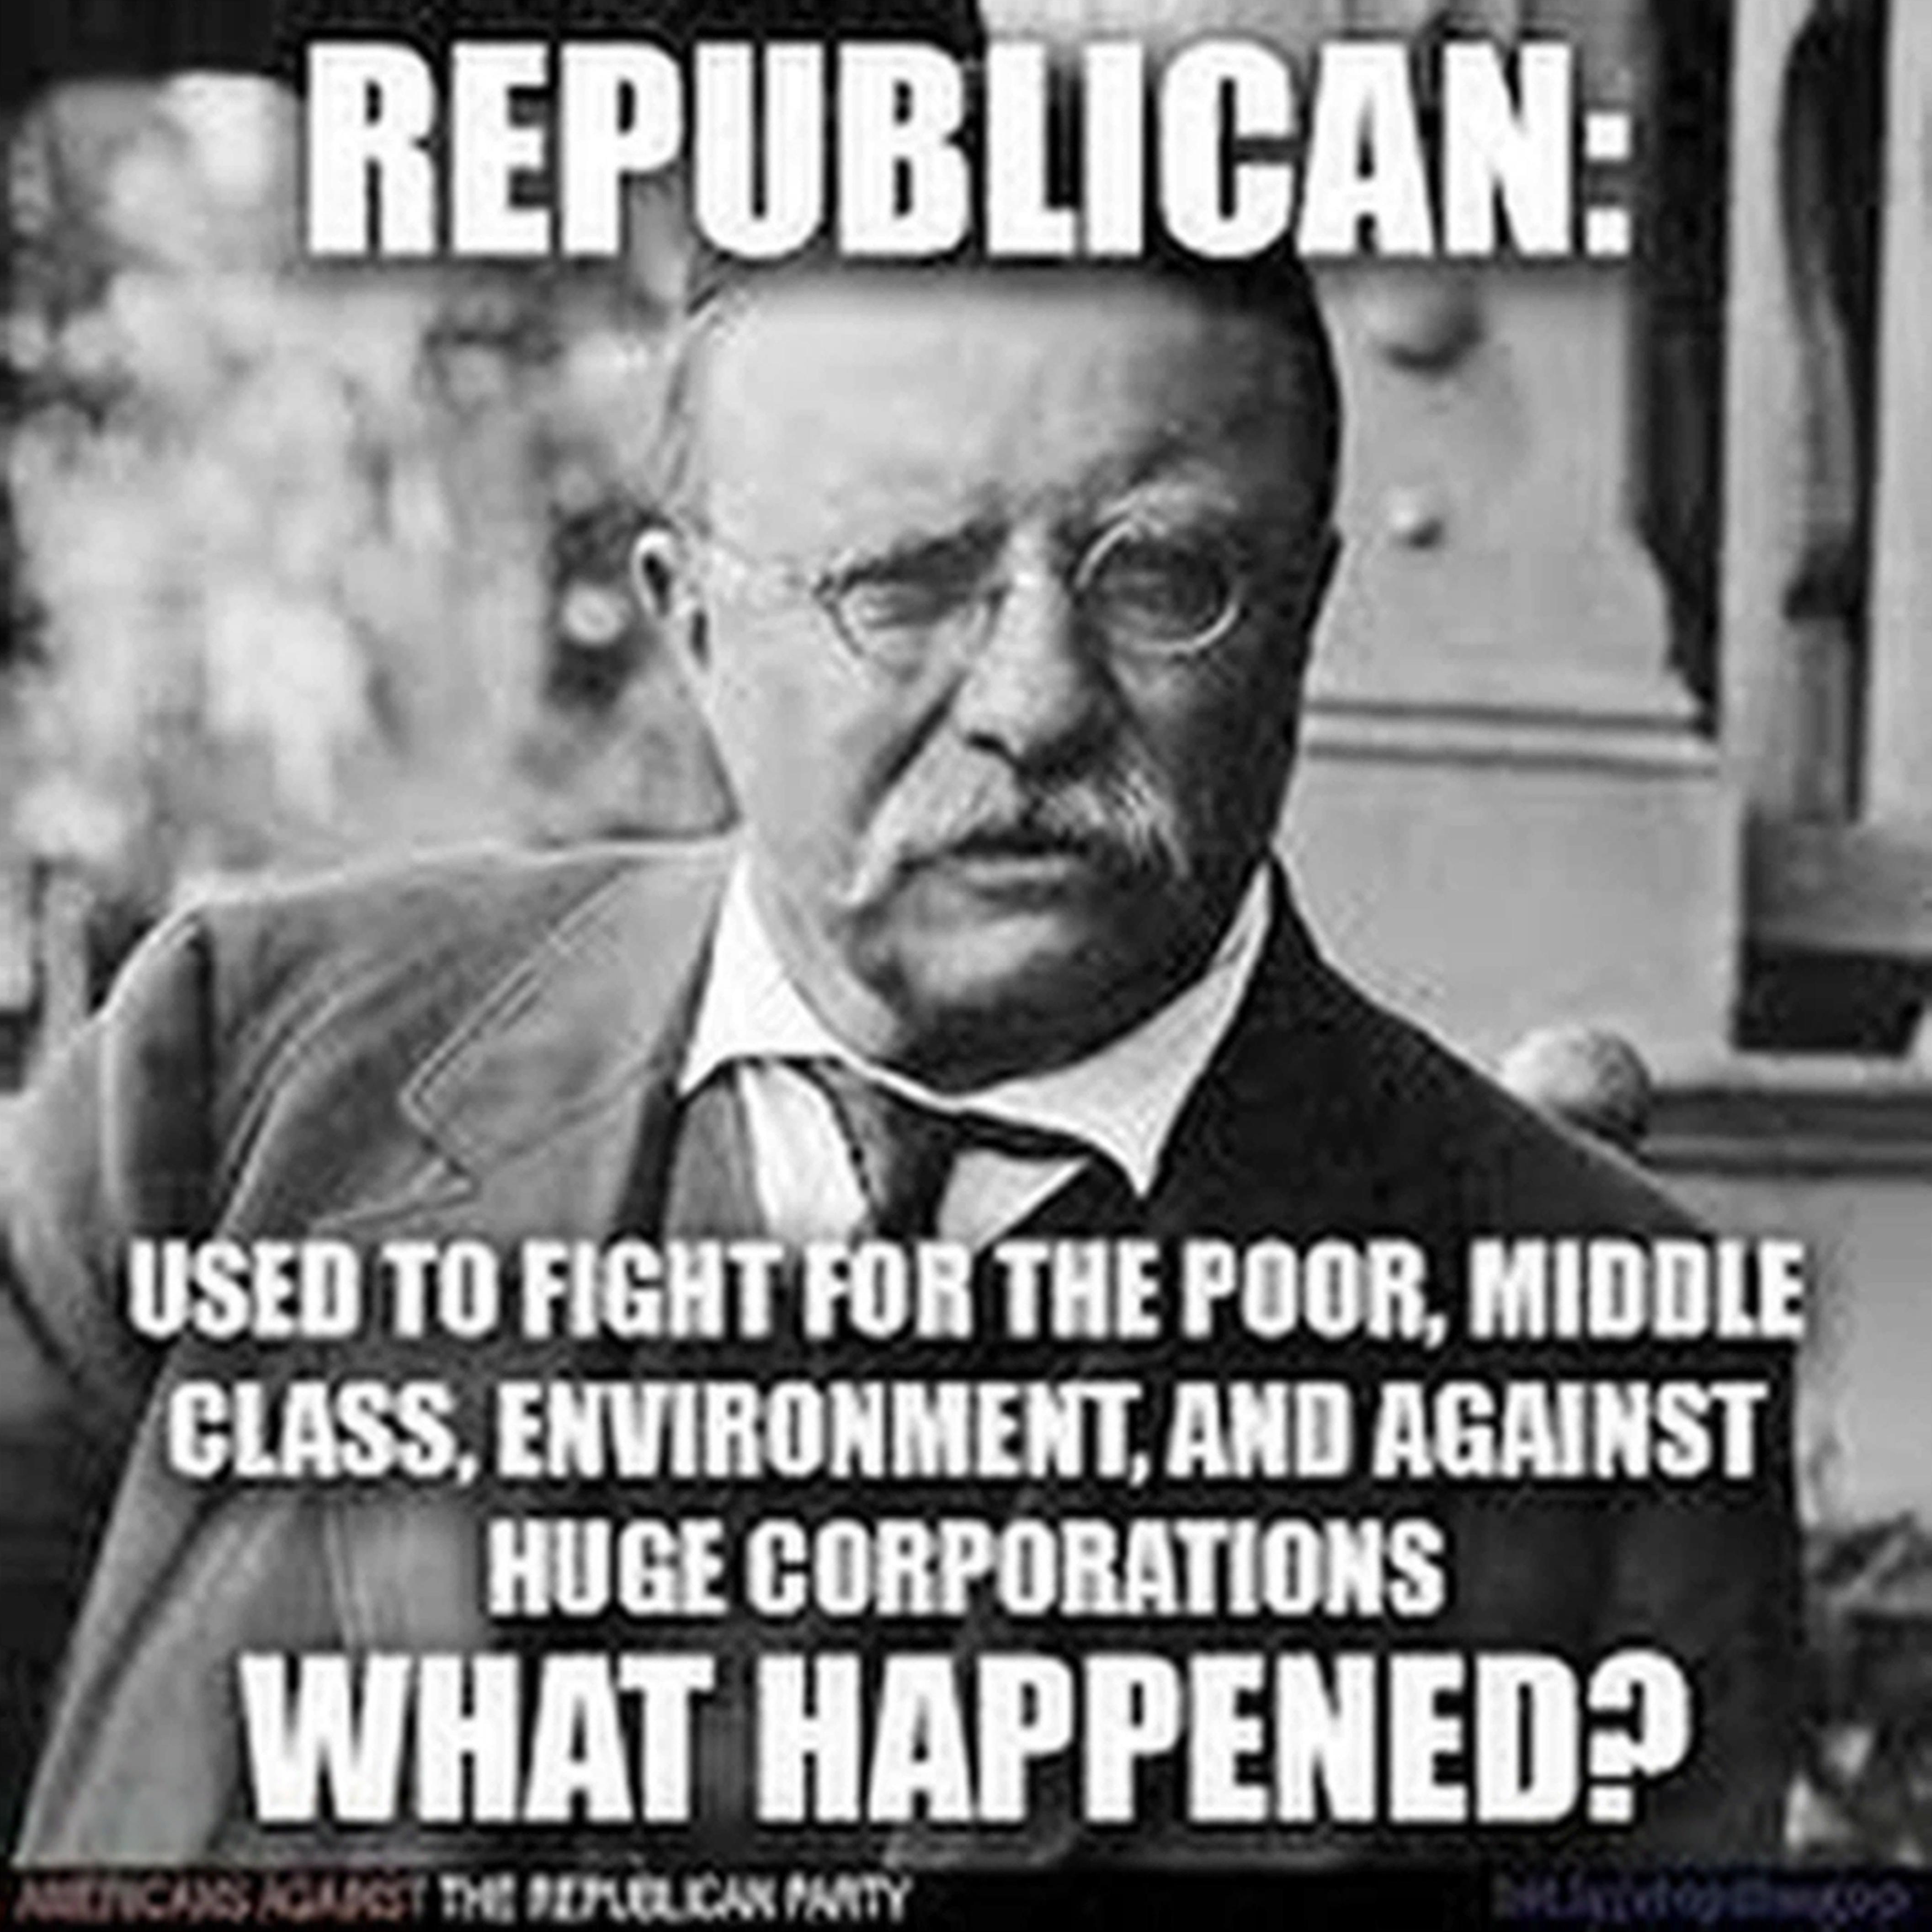 REPUBLICAN:
USED TO FIGHT FOR THE POOR, MIDDLE
CLASS, ENVIRONMENT, AND AGAINST
HUGE CORPORATIONS
WHAT HAPPENED?
AMERICANS AGAINST THE REPUBLICAN PARTY